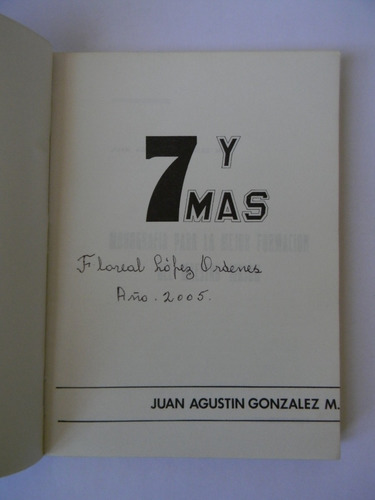 7 Y
MAS
Floreal López Ordenes
Año. 2005.
JUAN AGUSTIN GONZALEZ M.